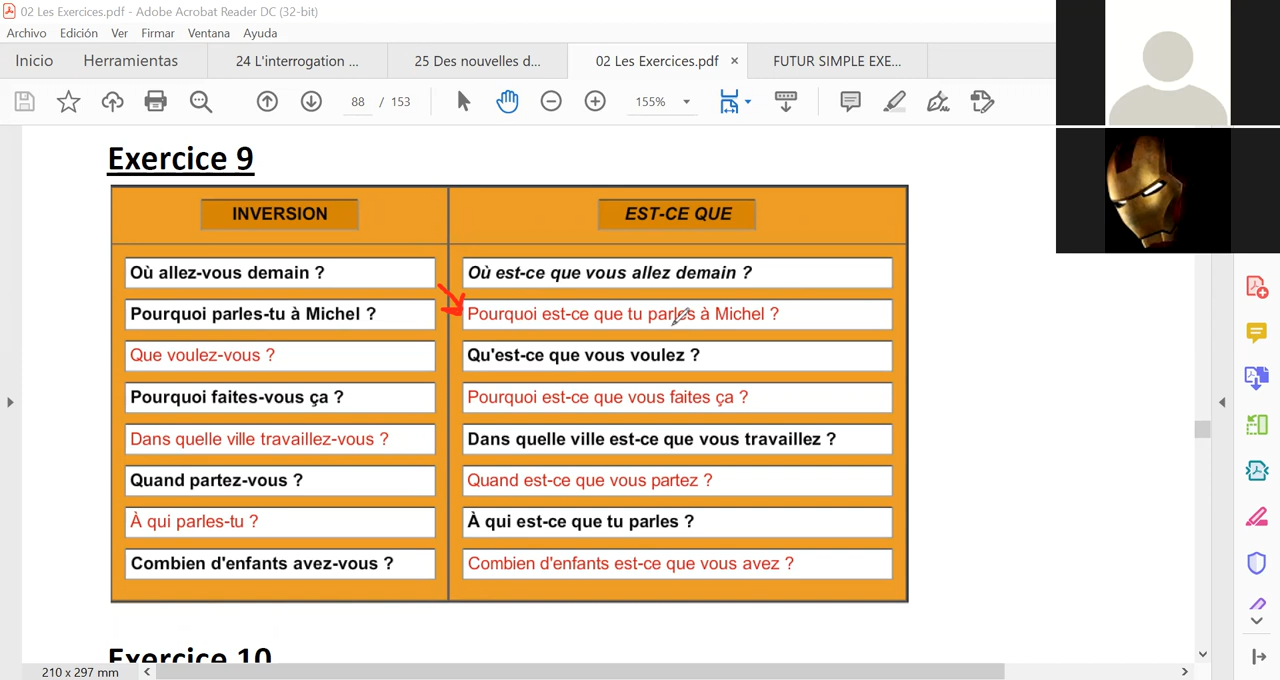 02 Les Exercices.pdf - Adobe Acrobat Reader DC (32-bit)
Archivo Edición Ver Firmar Ventana Ayuda
Inicio Herramientas 24 L'interrogation ... 25 Des nouvelles d... 02 Les Exercices.pdf × FUTUR SIMPLE EXE...
88 / 153 155%
Exercice 9
INVERSION EST-CE QUE
Où allez-vous demain ? Où est-ce que vous allez demain ?
Pourquoi parles-tu à Michel ? Pourquoi est-ce que tu parles à Michel ?
Que voulez-vous ? Qu'est-ce que vous voulez ?
Pourquoi faites-vous ça ? Pourquoi est-ce que vous faites ça ?
Dans quelle ville travaillez-vous ? Dans quelle ville est-ce que vous travaillez ?
Quand partez-vous ? Quand est-ce que vous partez ?
À qui parles-tu ? À qui est-ce que tu parles ?
Combien d'enfants avez-vous ? Combien d'enfants est-ce que vous avez ?
Exercice 10
210 x 297 mm